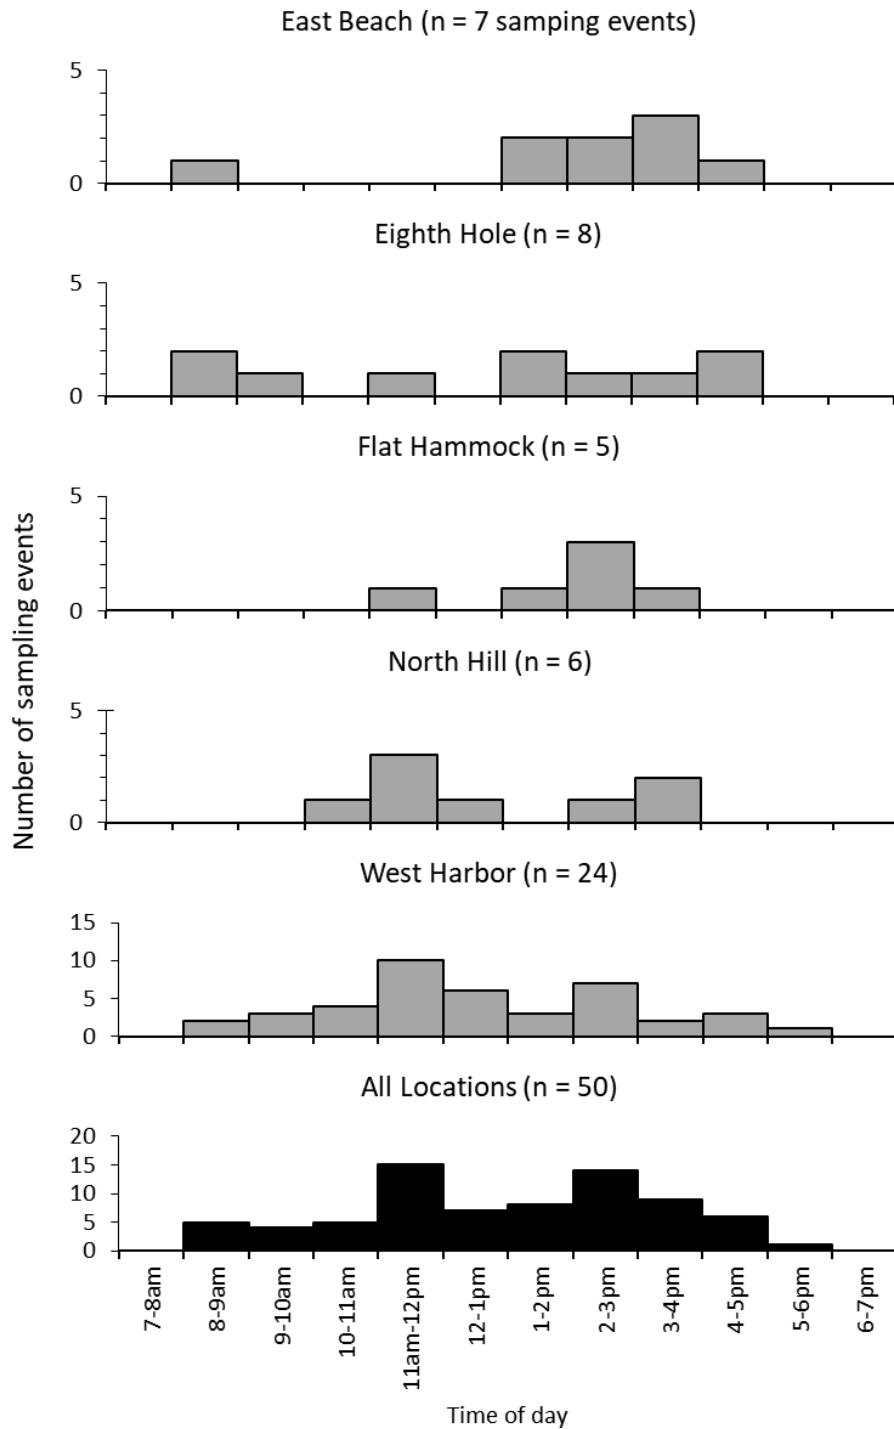 East Beach (n = 7 samping events)
5
0
Eighth Hole (n = 8)
5
0
Flat Hammock (n = 5)
5
0
North Hill (n = 6)
5
0
Number of sampling events
West Harbor (n = 24)
15
10
5
0
All Locations (n = 50)
20
15
10
5
0
7-8am
8-9am
9-10am
10-11am
11am-12pm
12-1pm
1-2pm
2-3pm
3-4pm
4-5pm
5-6pm
6-7pm
Time of day